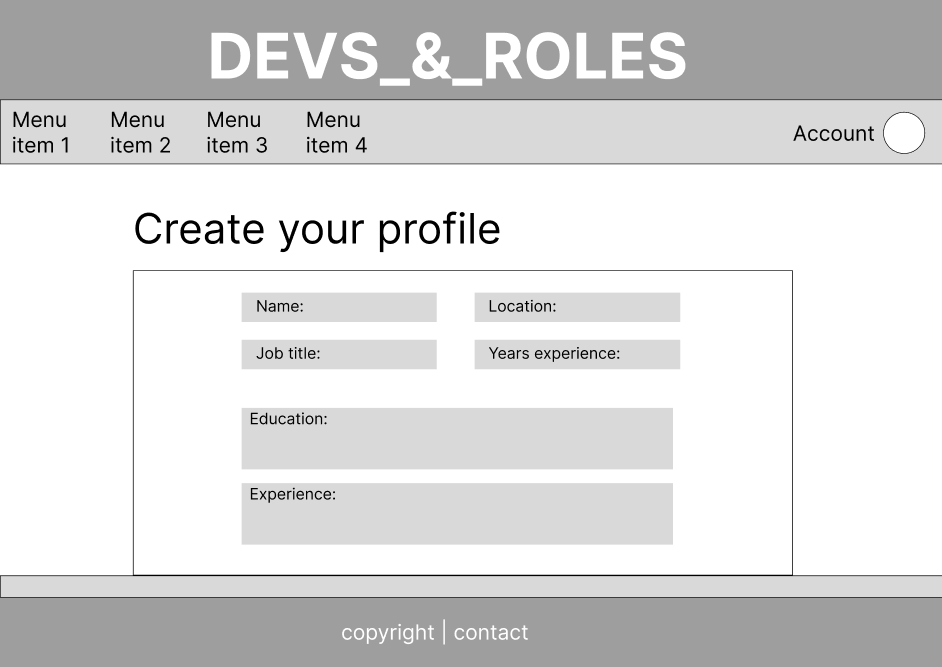 DEVS_&_ROLES
Menu item 1
Menu item 2
Menu item 3
Menu item 4
Account
Create your profile
Name:
Location:
Job title:
Years experience:
Education:
Experience:
copyright | contact